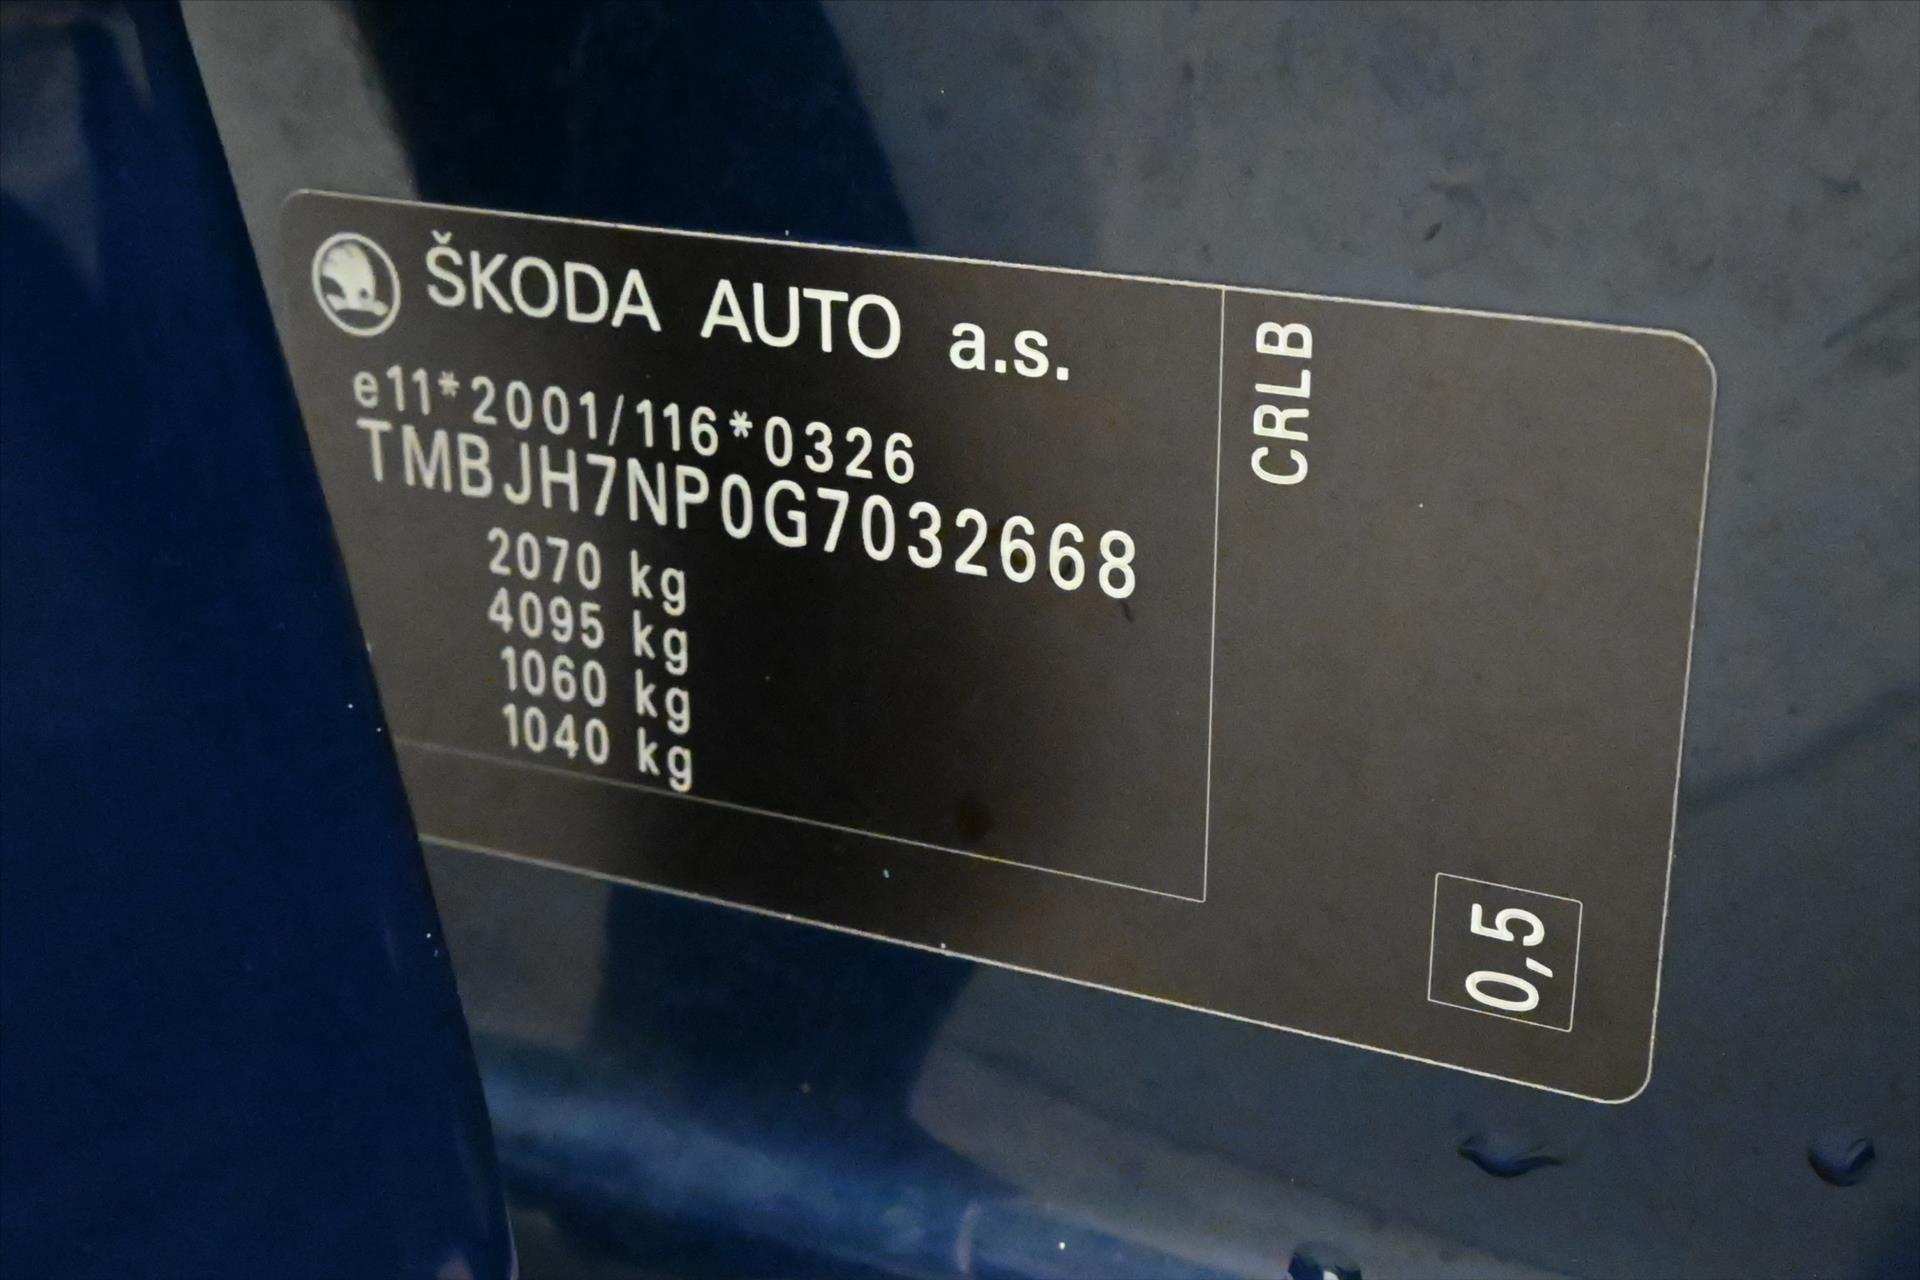 ŠKODA AUTO a.s.
e11*2001/116*0326
TMBJH7NP0G7032668
2070 kg
4095 kg
1060 kg
1040 kg
CRLB
0,5